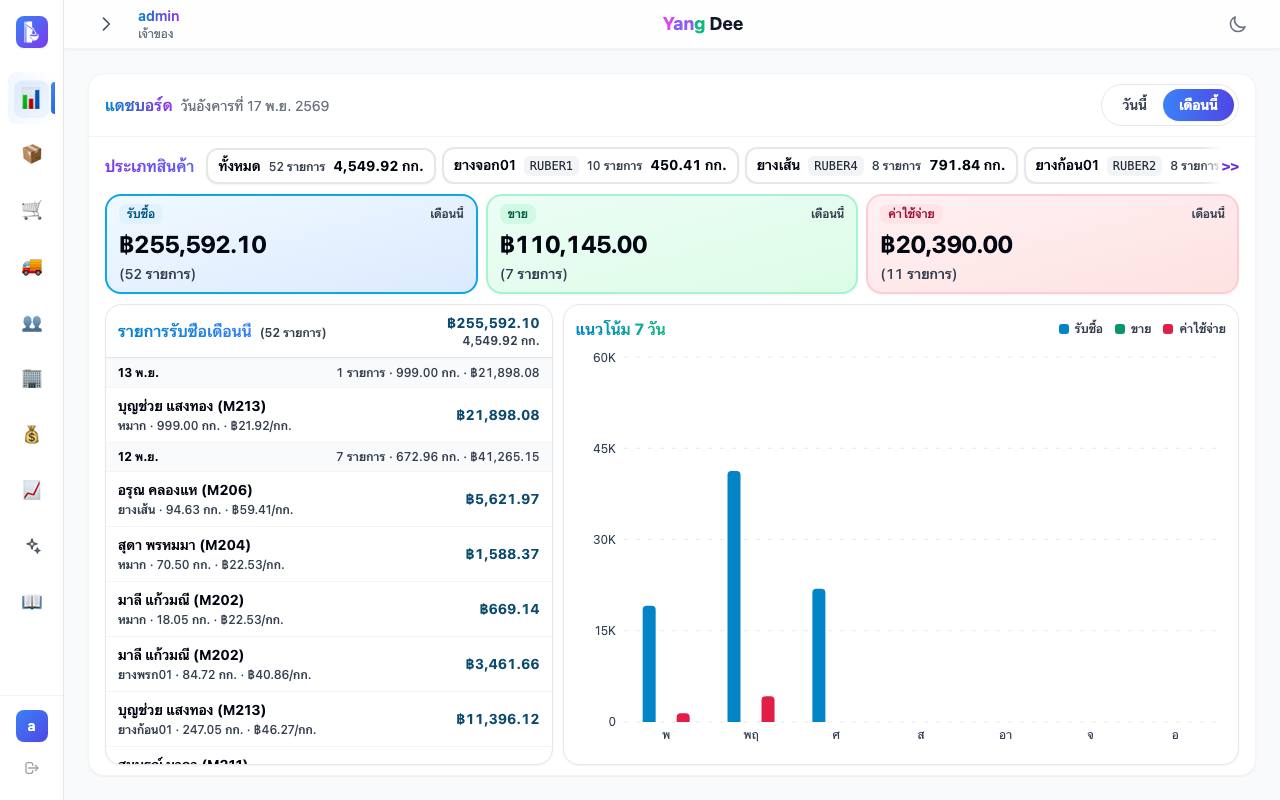 admin
เจ้าของ
Yang Dee
แดชบอร์ด วันอังคารที่ 17 พ.ย. 2569
วันนี้ เดือนนี้
ประเภทสินค้า
ทั้งหมด 52 รายการ 4,549.92 กก.
ยางจอก01 RUBER1 10 รายการ 450.41 กก.
ยางเส้น RUBER4 8 รายการ 791.84 กก.
ยางก้อน01 RUBER2 8 รายการ >>
รับซื้อ เดือนนี้
฿255,592.10
(52 รายการ)
ขาย เดือนนี้
฿110,145.00
(7 รายการ)
ค่าใช้จ่าย เดือนนี้
฿20,390.00
(11 รายการ)
รายการรับซื้อเดือนนี้ (52 รายการ) ฿255,592.10
4,549.92 กก.
13 พ.ย. 1 รายการ · 999.00 กก. · ฿21,898.08
บุญช่วย แสงทอง (M213) ฿21,898.08
หมาก · 999.00 กก. · ฿21.92/กก.
12 พ.ย. 7 รายการ · 672.96 กก. · ฿41,265.15
อรุณ คลองแห (M206) ฿5,621.97
ยางเส้น · 94.63 กก. · ฿59.41/กก.
สุดา พรหมมา (M204) ฿1,588.37
หมาก · 70.50 กก. · ฿22.53/กก.
มาลี แก้วมณี (M202) ฿669.14
หมาก · 18.05 กก. · ฿22.53/กก.
มาลี แก้วมณี (M202) ฿3,461.66
ยางพรก01 · 84.72 กก. · ฿40.86/กก.
บุญช่วย แสงทอง (M213) ฿11,396.12
ยางก้อน01 · 247.05 กก. · ฿46.27/กก.
แนวโน้ม 7 วัน
รับซื้อ ขาย ค่าใช้จ่าย
60K
45K
30K
15K
0
พ พฤ ศ ส อา จ อ
a